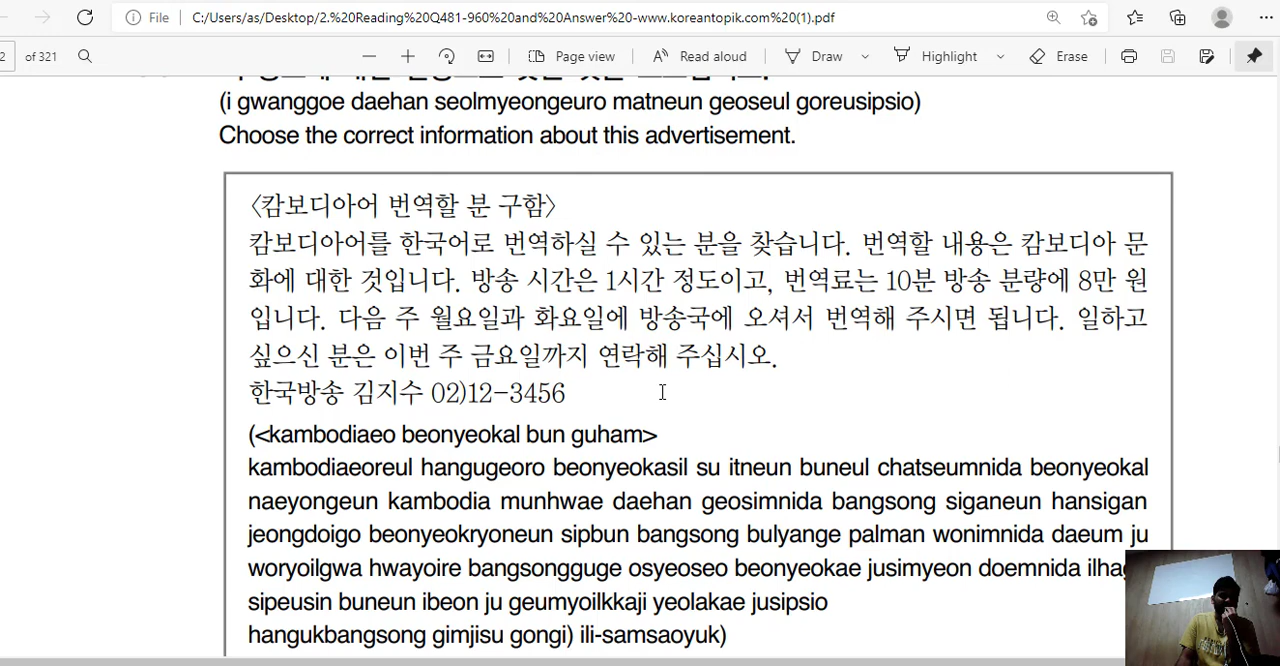 File C:/Users/as/Desktop/2.%20Reading%20Q481-960%20and%20Answer%20-www.koreantopik.com%20(1).pdf
2 of 321 Page view Read aloud Draw Highlight Erase
(i gwanggoe daehan seolmyeongeuro matneun geoseul goreusipsio)
Choose the correct information about this advertisement.
〈캄보디아어 번역할 분 구함〉
캄보디아어를 한국어로 번역하실 수 있는 분을 찾습니다. 번역할 내용은 캄보디아 문
화에 대한 것입니다. 방송 시간은 1시간 정도이고, 번역료는 10분 방송 분량에 8만 원
입니다. 다음 주 월요일과 화요일에 방송국에 오셔서 번역해 주시면 됩니다. 일하고
싶으신 분은 이번 주 금요일까지 연락해 주십시오.
한국방송 김지수 02)12-3456
(<kambodiaeo beonyeokal bun guham>
kambodiaeoreul hangugeoro beonyeokasil su itneun buneul chatseumnida beonyeokal
naeyongeun kambodia munhwae daehan geosimnida bangsong siganeun hansigan
jeongdoigo beonyeokryoneun sipbun bangsong bulyange palman wonimnida daeum ju
woryoilgwa hwayoire bangsongguge osyeoseo beonyeokae jusimyeon doemnida
sipeusin buneun ibeon ju geumyoilkkaji yeolakae jusipsio
hangukbangsong gimjisu gongi) ili-samsaoyuk)